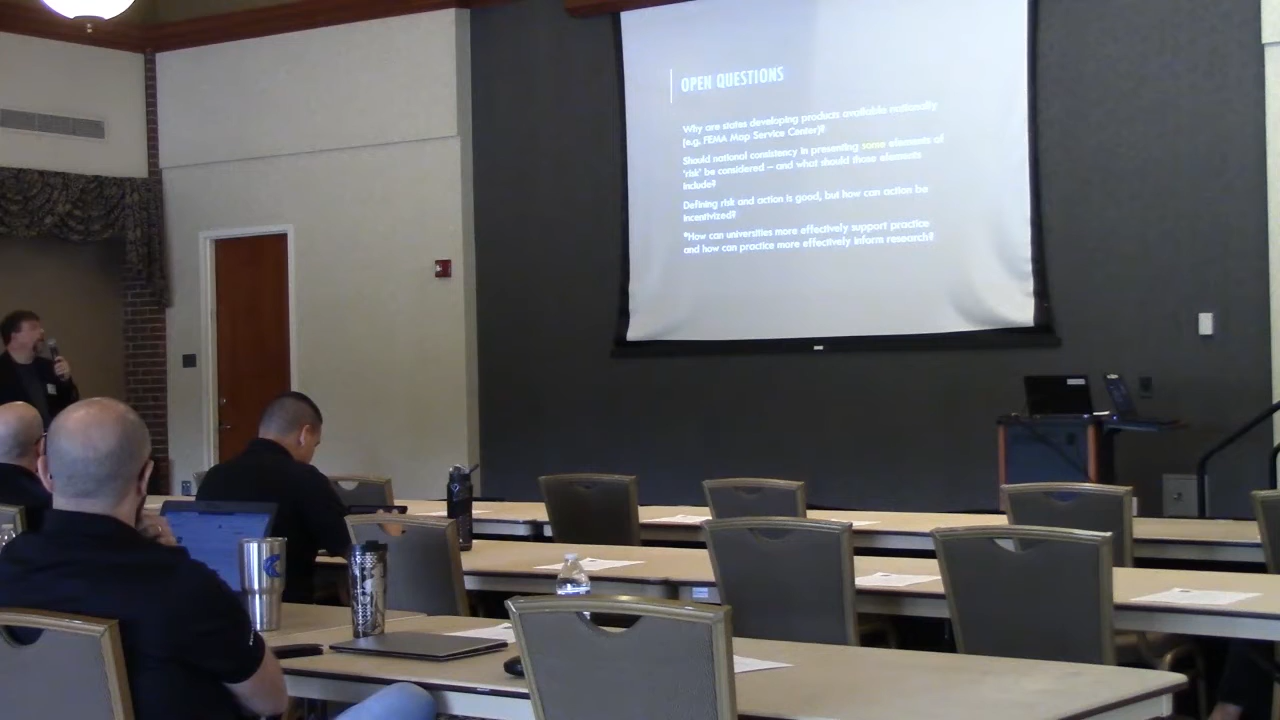 OPEN QUESTIONS
Why are states developing products available nationally
(e.g, FEMA Map Service Center)?
Should national consistency in presenting some elements of
'risk' be considered – and what should those elements
include?
Defining risk and action is good, but how can action be
incentivized?
*How can universities more effectively support practice
and how can practice more effectively inform research?